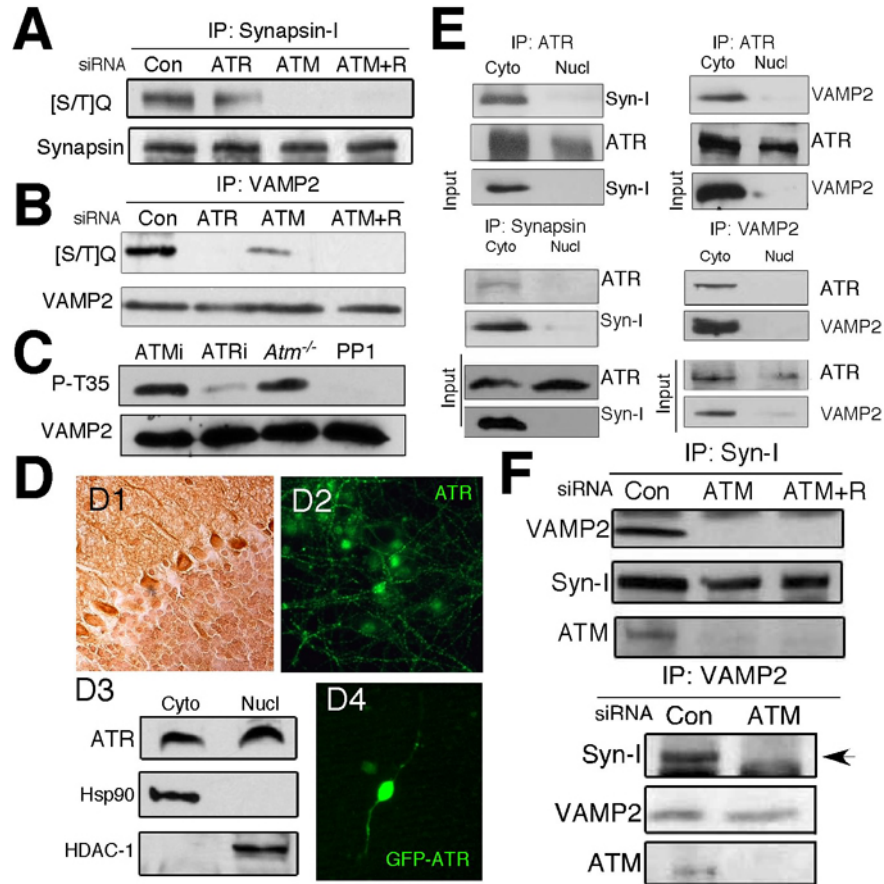 A
IP: Synapsin-I
siRNA Con ATR ATM ATM+R
[S/T]Q
Synapsin
B
IP: VAMP2
siRNA Con ATR ATM ATM+R
[S/T]Q
VAMP2
C
ATMi ATRi Atm-/- PP1
P-T35
VAMP2
D
D1
D2
ATR
D3
Cyto Nucl
ATR
Hsp90
HDAC-1
D4
GFP-ATR
E
IP: ATR
Cyto Nucl
Syn-I
ATR
Input
Syn-I
IP: ATR
Cyto Nucl
VAMP2
ATR
Input
VAMP2
IP: Synapsin
Cyto Nucl
ATR
Syn-I
Input
ATR
Syn-I
IP: VAMP2
Cyto Nucl
ATR
VAMP2
Input
ATR
VAMP2
F
IP: Syn-I
siRNA Con ATM ATM+R
VAMP2
Syn-I
ATM
IP: VAMP2
siRNA Con ATM
Syn-I
VAMP2
ATM